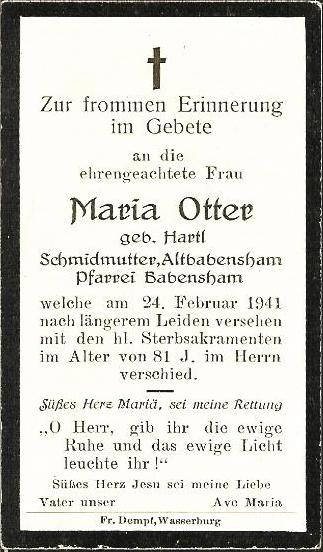 Zur frommen Erinnerung
im Gebete
an die
ehrengeachtete Frau
Maria Otter
geb. Hartl
Schmidmutter, Altbabensham
Pfarrei Babensham
welche am 24. Februar 1941
nach längerem Leiden versehen
mit den hl. Sterbsakramenten
im Alter von 81 J. im Herrn
verschied.
Süßes Herz Mariä, sei meine Rettung
„O Herr, gib ihr die ewige
Ruhe und das ewige Licht
leuchte ihr!“
Süßes Herz Jesu sei meine Liebe
Vater unser Ave Maria
Fr. Dempf, Wasserburg